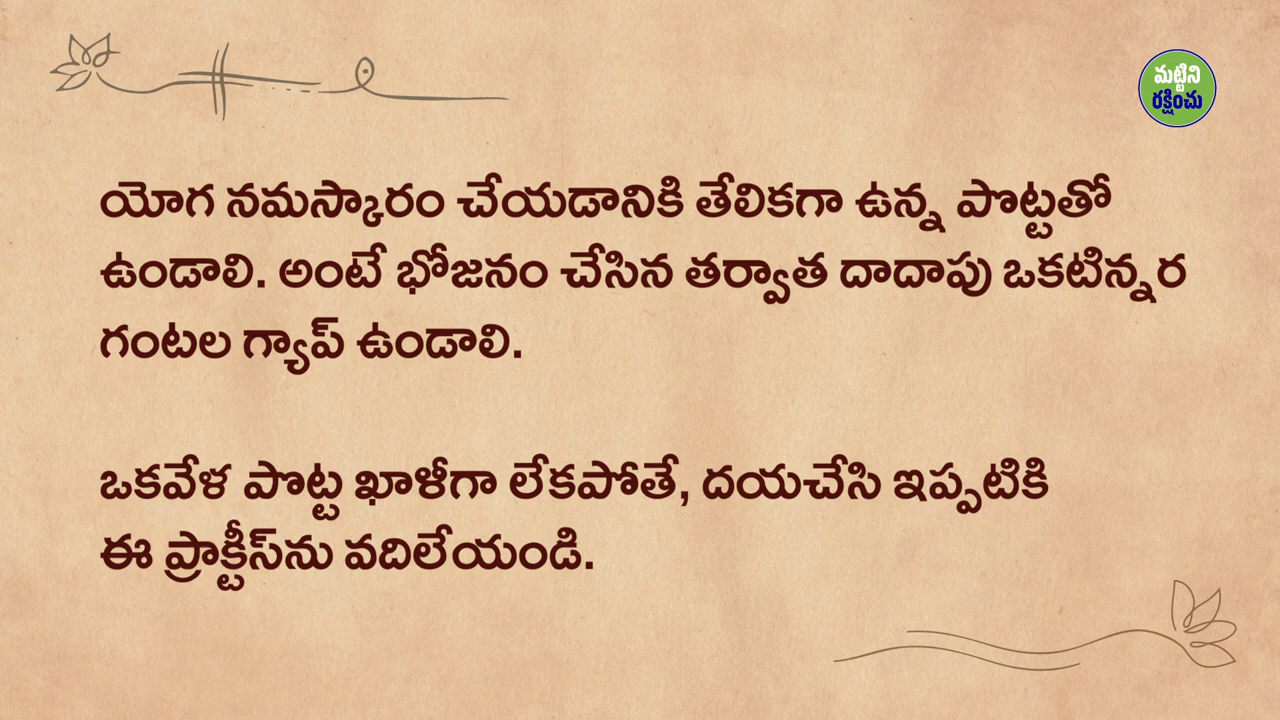 మట్టిని
రక్షించు
యోగ నమస్కారం చేయడానికి తేలికగా ఉన్న పొట్టతో
ఉండాలి. అంటే భోజనం చేసిన తర్వాత దాదాపు ఒకటిన్నర
గంటల గ్యాప్ ఉండాలి.
ఒకవేళ పొట్ట ఖాళీగా లేకపోతే, దయచేసి ఇప్పటికి
ఈ ప్రాక్టీస్‌ను వదిలేయండి.